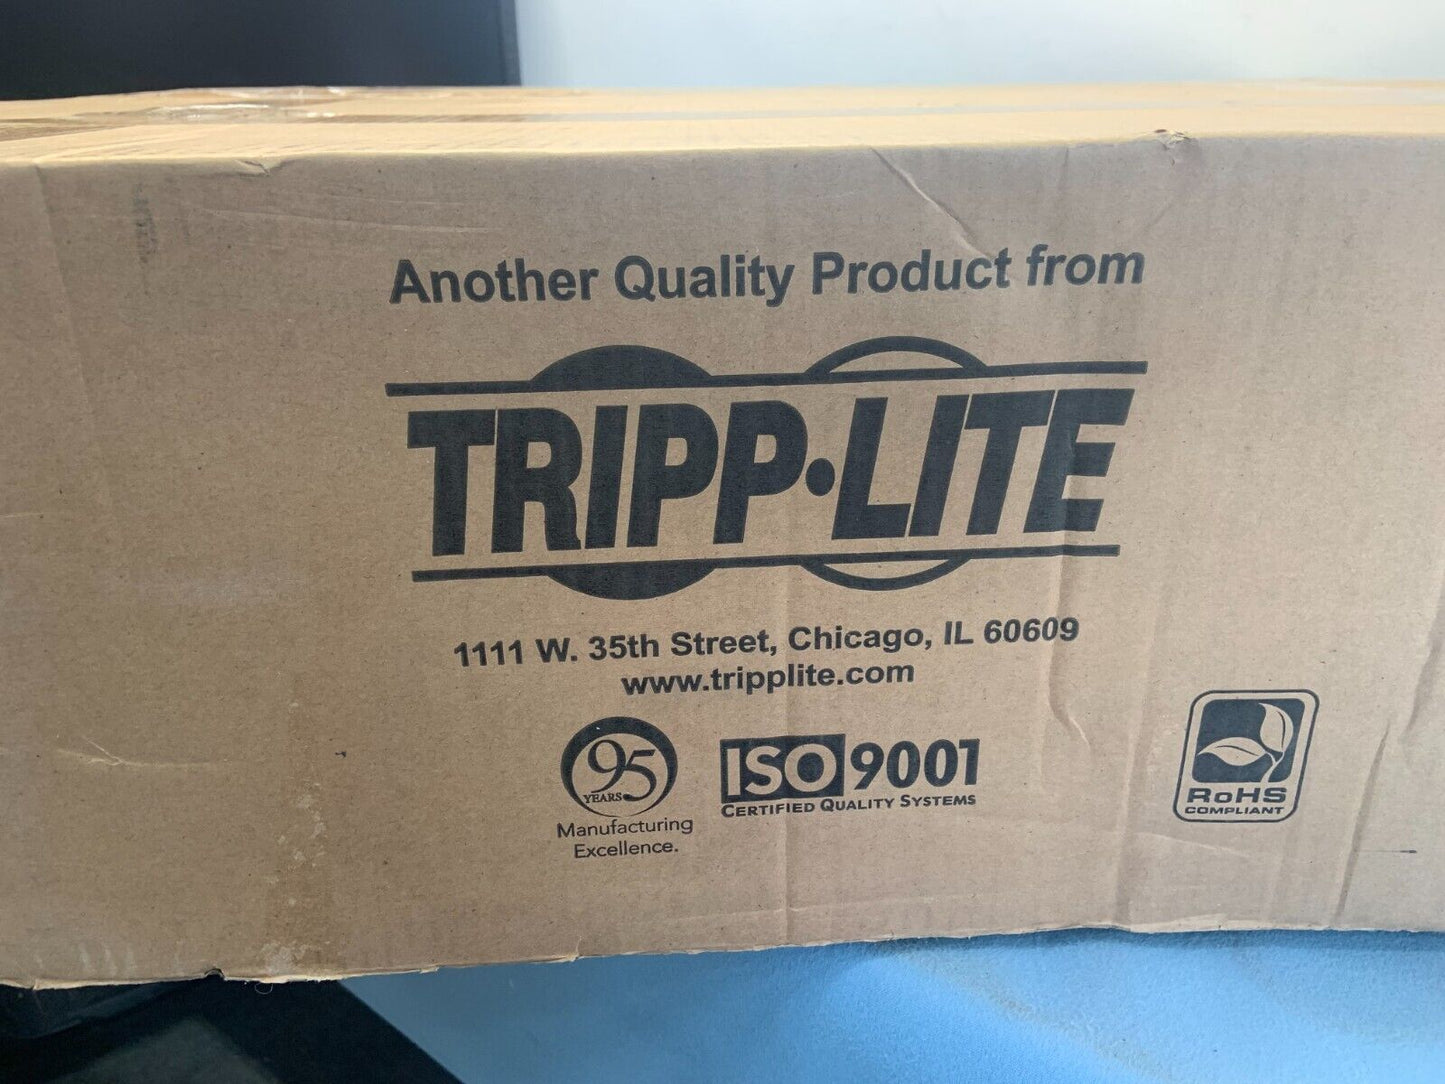 Another Quality Product from
TRIPP·LITE
1111 W. 35th Street, Chicago, IL 60609
www.tripplite.com
95
YEARS
Manufacturing
Excellence.
ISO 9001
CERTIFIED QUALITY SYSTEMS
RoHS
COMPLIANT